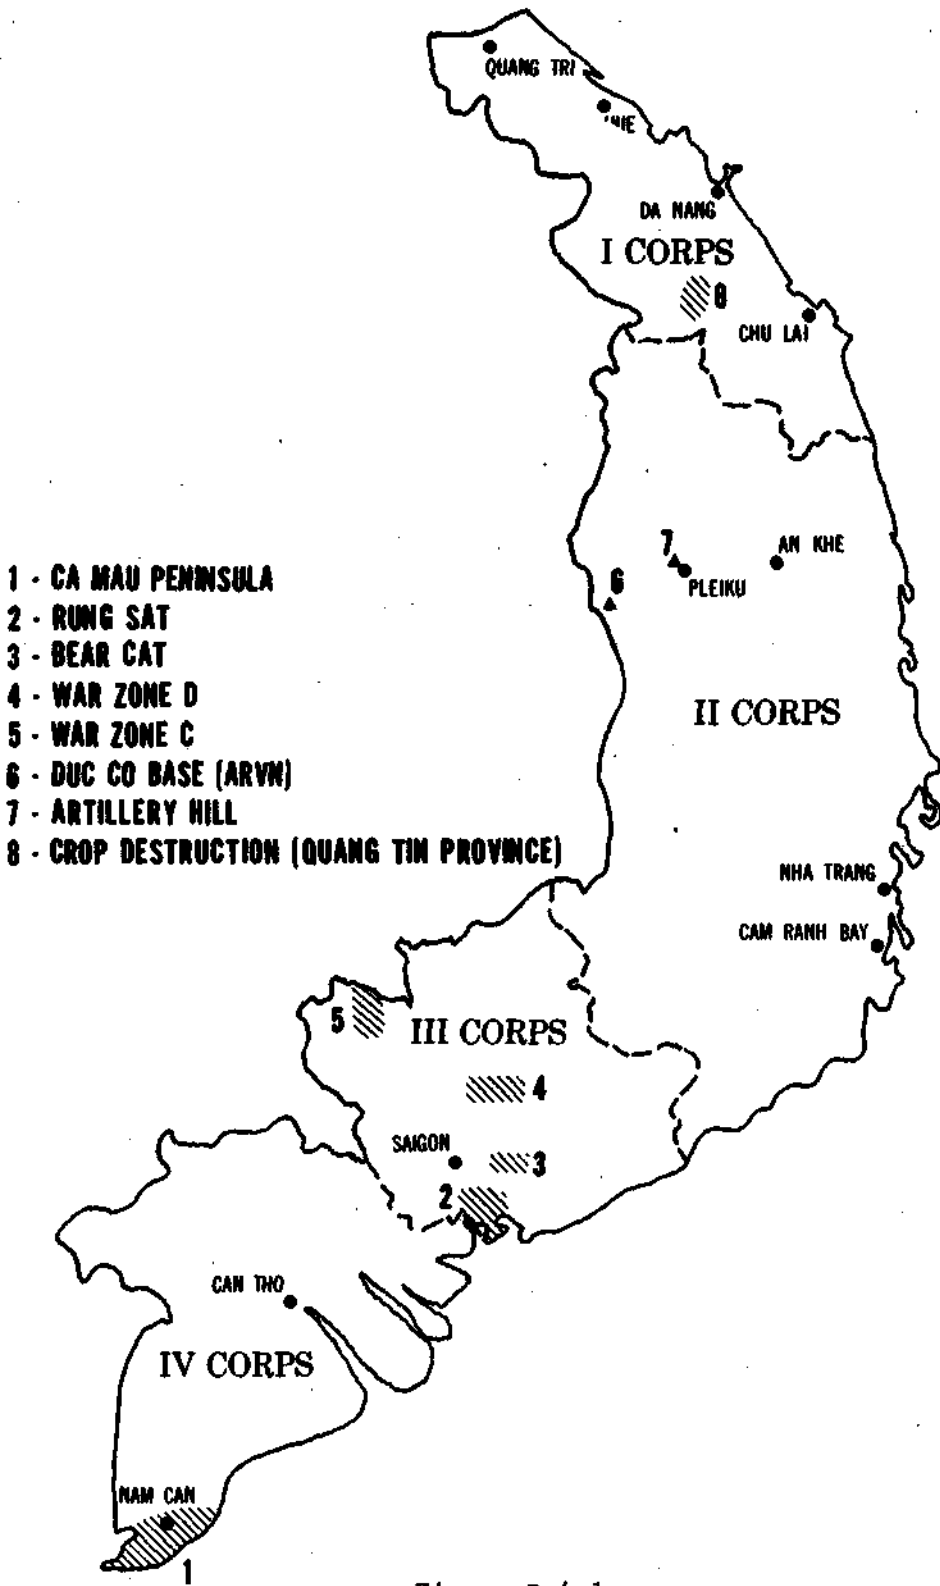 QUANG TRI
DA NANG
I CORPS
8
CHU LAI
7
AN KHE
PLEIKU
6
1 - CA MAU PENINSULA
2 - RUNG SAT
3 - BEAR CAT
4 - WAR ZONE D
5 - WAR ZONE C
6 - DUC CO BASE (ARVN)
7 - ARTILLERY HILL
8 - CROP DESTRUCTION (QUANG TIN PROVINCE)
II CORPS
NHA TRANG
CAM RANH BAY
5
III CORPS
4
SAIGON
3
2
CAN THO
IV CORPS
NAM CAN
1